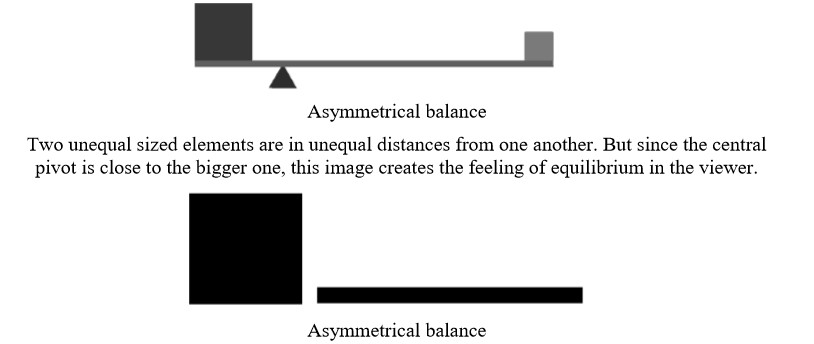 Asymmetrical balance
Two unequal sized elements are in unequal distances from one another. But since the central
pivot is close to the bigger one, this image creates the feeling of equilibrium in the viewer.
Asymmetrical balance